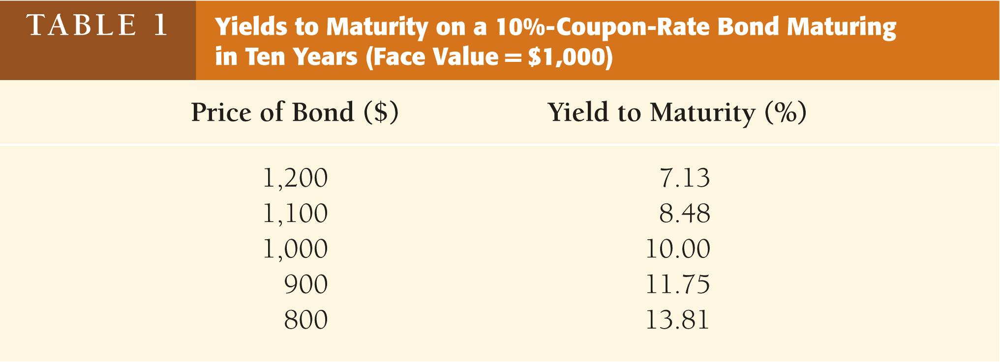 TABLE 1
Yields to Maturity on a 10%-Coupon-Rate Bond Maturing
in Ten Years (Face Value = $1,000)
Price of Bond ($) Yield to Maturity (%)
1,200 7.13
1,100 8.48
1,000 10.00
900 11.75
800 13.81